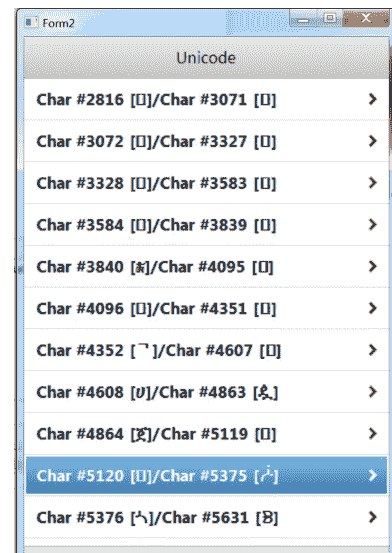 Form2
Unicode
Char #2816 [▯]/Char #3071 [▯]
Char #3072 [▯]/Char #3327 [▯]
Char #3328 [▯]/Char #3583 [▯]
Char #3584 [▯]/Char #3839 [▯]
Char #3840 [ༀ]/Char #4095 [▯]
Char #4096 [▯]/Char #4351 [▯]
Char #4352 [ᄀ]/Char #4607 [▯]
Char #4608 [ሀ]/Char #4863 [ዿ]
Char #4864 [ጀ]/Char #5119 [▯]
Char #5120 [▯]/Char #5375 [ᓿ]
Char #5376 [ᔀ]/Char #5631 [ᗿ]